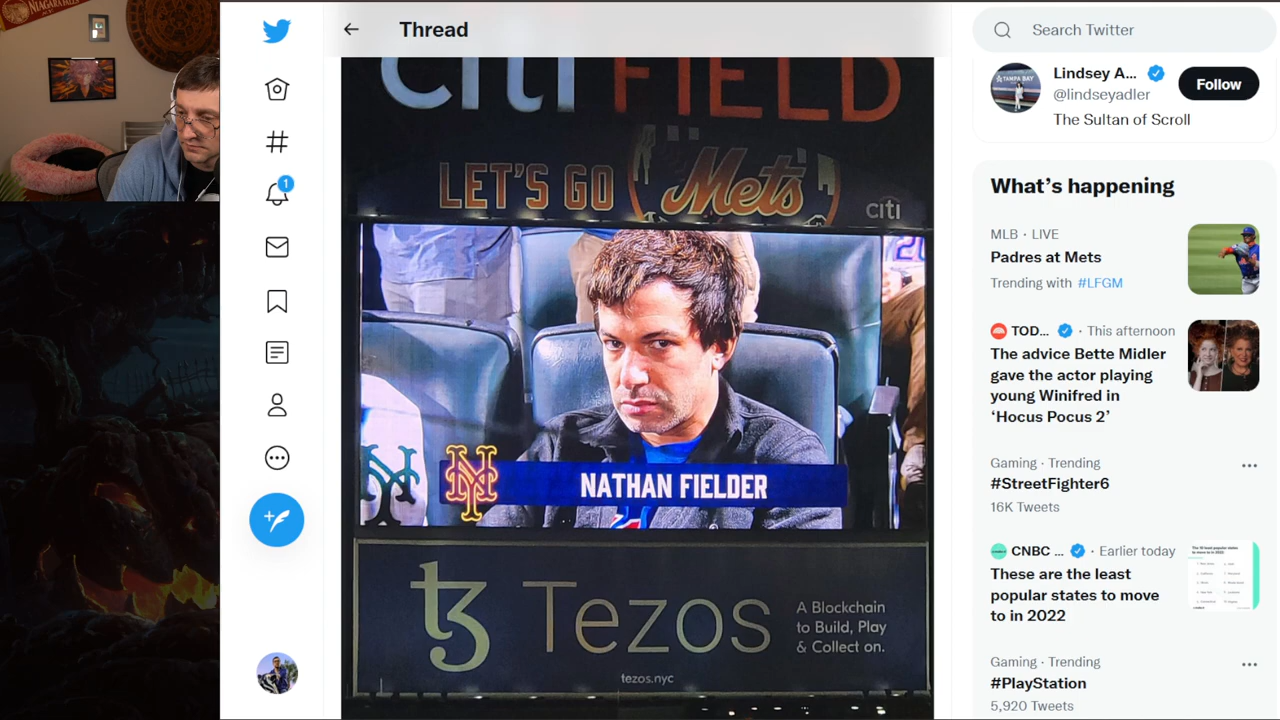 NIAGARA FALLS
Thread
citi FIELD
LET'S GO Mets
citi
NATHAN FIELDER
Tezos
A Blockchain
to Build, Play
& Collect on.
tezos.nyc
1
Search Twitter
Lindsey A...
@lindseyadler
Follow
The Sultan of Scroll
What's happening
MLB · LIVE
Padres at Mets
Trending with #LFGM
TOD... · This afternoon
The advice Bette Midler
gave the actor playing
young Winifred in
‘Hocus Pocus 2’
Gaming · Trending
#StreetFighter6
16K Tweets
CNBC ... · Earlier today
These are the least
popular states to move
to in 2022
Gaming · Trending
#PlayStation
5,920 Tweets